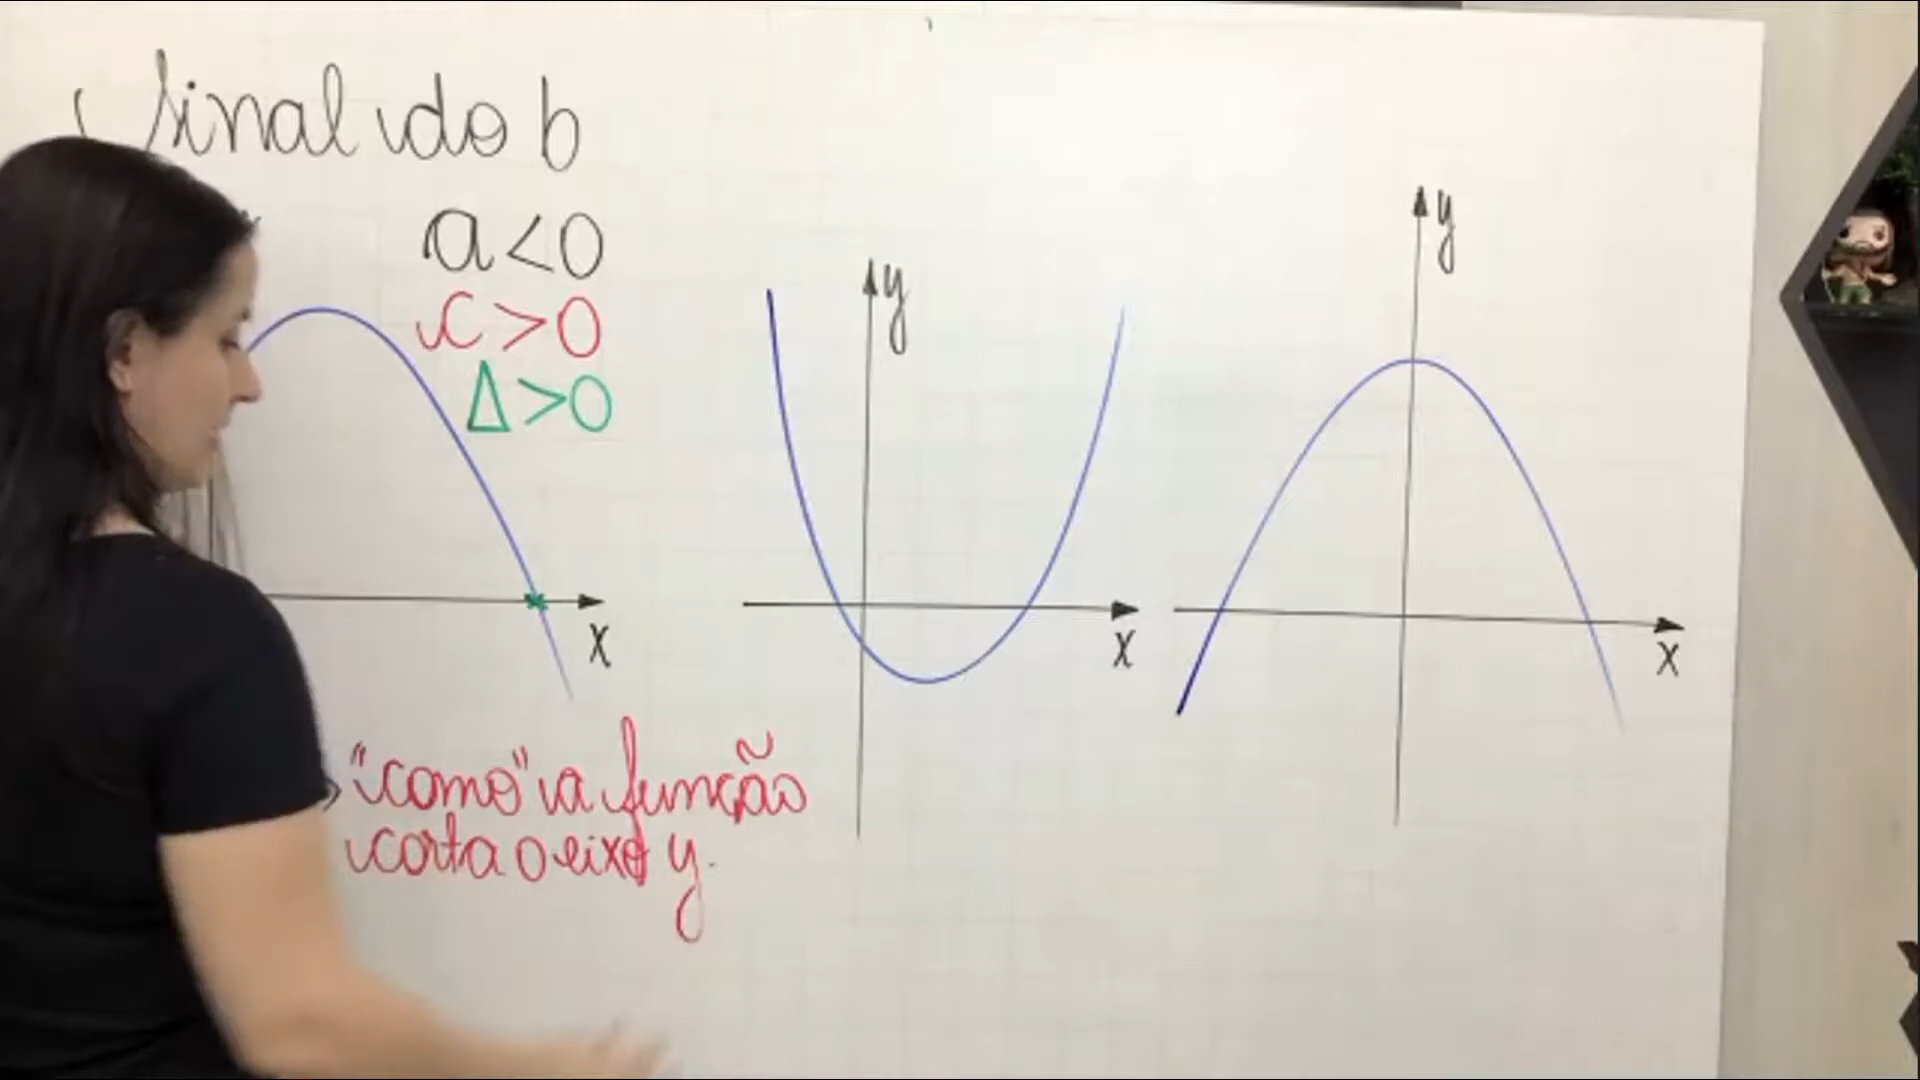 sinal do b
a<0
c>0
Δ>0
y
x
y
x
y
x
"como" a função
corta o eixo y.